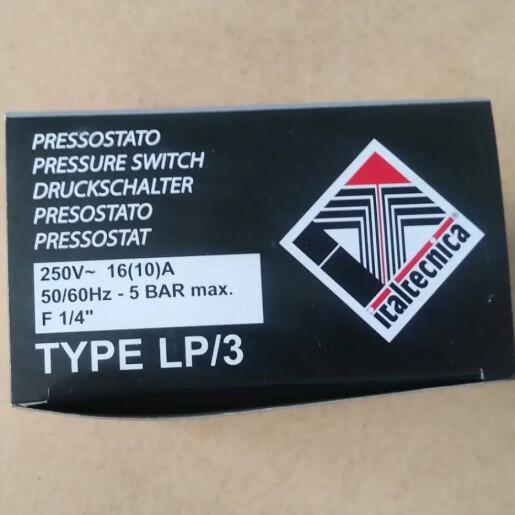 PRESSOSTATO
PRESSURE SWITCH
DRUCKSCHALTER
PRESOSTATO
PRESSOSTAT
250V~ 16(10)A
50/60Hz - 5 BAR max.
F 1/4"
TYPE LP/3
italtecnica®